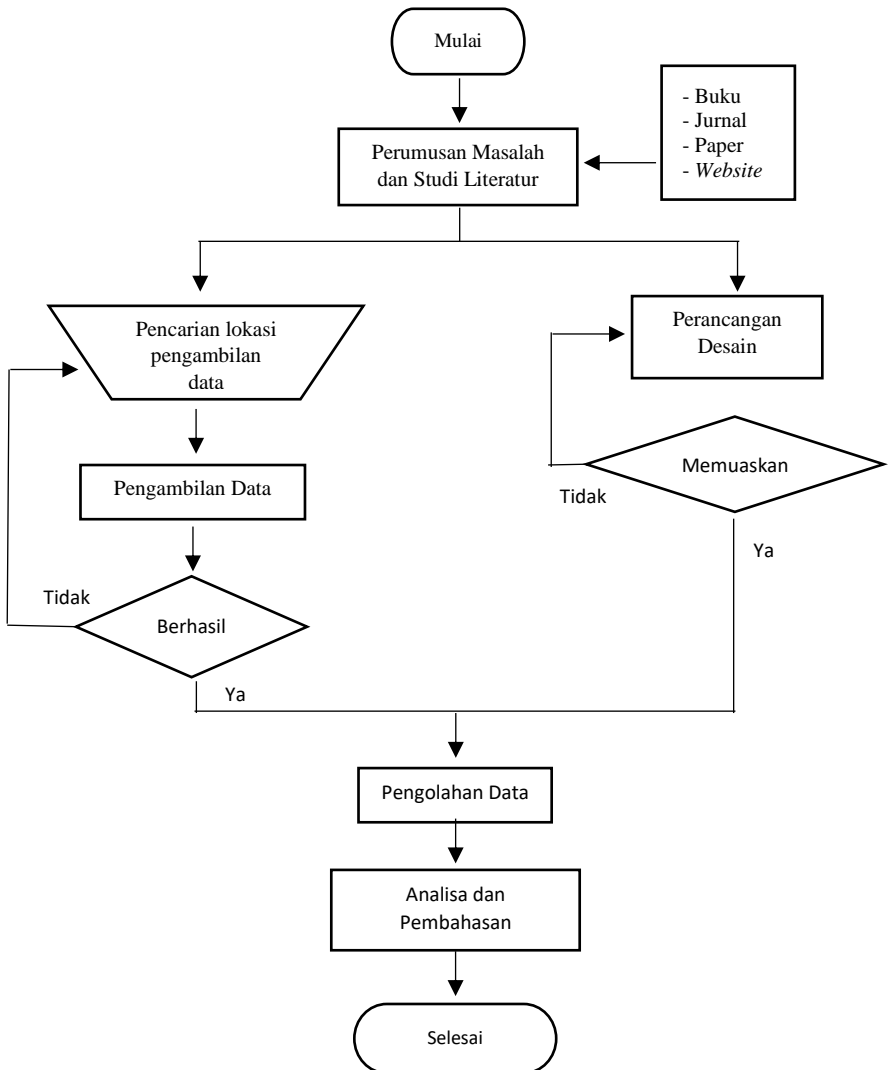 Mulai
- Buku
- Jurnal
- Paper
- Website
Perumusan Masalah
dan Studi Literatur
Pencarian lokasi
pengambilan
data
Perancangan
Desain
Pengambilan Data
Memuaskan
Tidak
Ya
Tidak
Berhasil
Ya
Pengolahan Data
Analisa dan
Pembahasan
Selesai